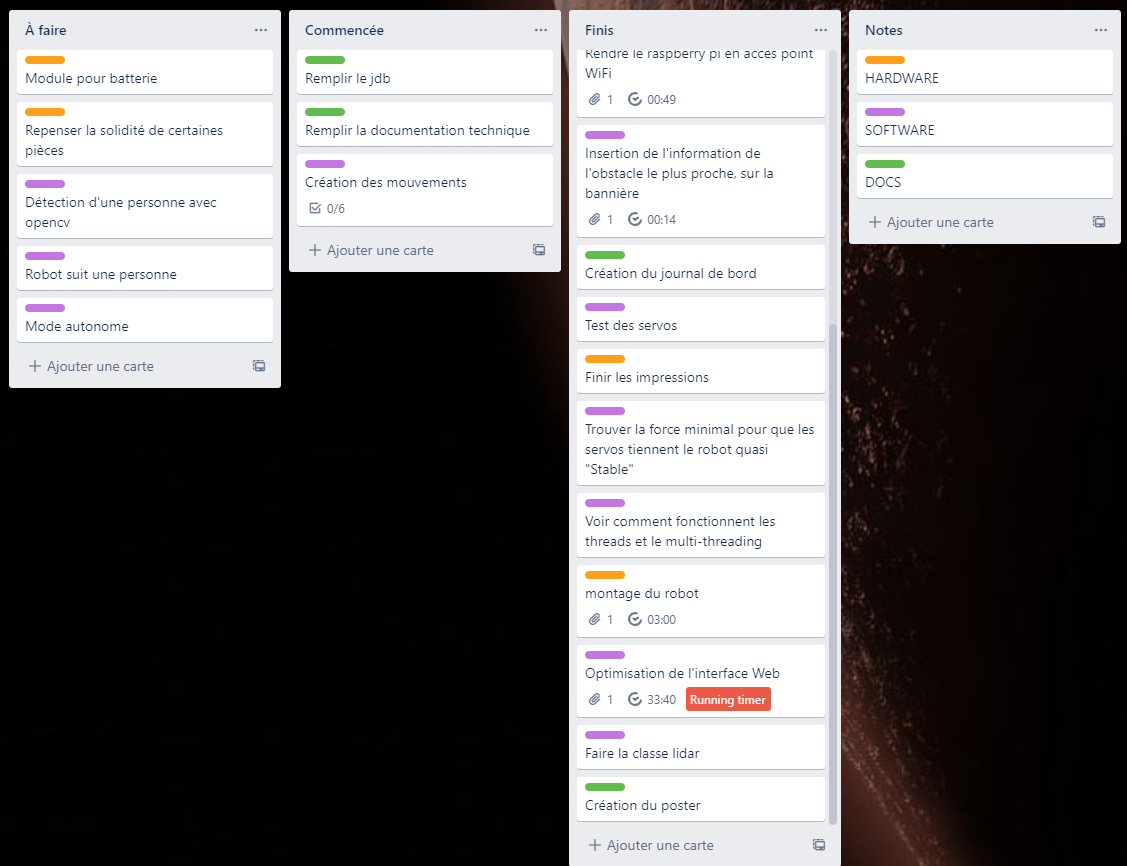 À faire
Module pour batterie
Repenser la solidité de certaines
pièces
Détection d'une personne avec
opencv
Robot suit une personne
Mode autonome
+ Ajouter une carte
Commencée
Remplir le jdb
Remplir la documentation technique
Création des mouvements
0/6
+ Ajouter une carte
Finis
Rendre le raspberry pi en accès point
WiFi
1 00:49
Insertion de l'information de
l'obstacle le plus proche, sur la
bannière
1 00:14
Création du journal de bord
Test des servos
Finir les impressions
Trouver la force minimal pour que les
servos tiennent le robot quasi
"Stable"
Voir comment fonctionnent les
threads et le multi-threading
montage du robot
1 03:00
Optimisation de l'interface Web
1 33:40 Running timer
Faire la classe lidar
Création du poster
+ Ajouter une carte
Notes
HARDWARE
SOFTWARE
DOCS
+ Ajouter une carte